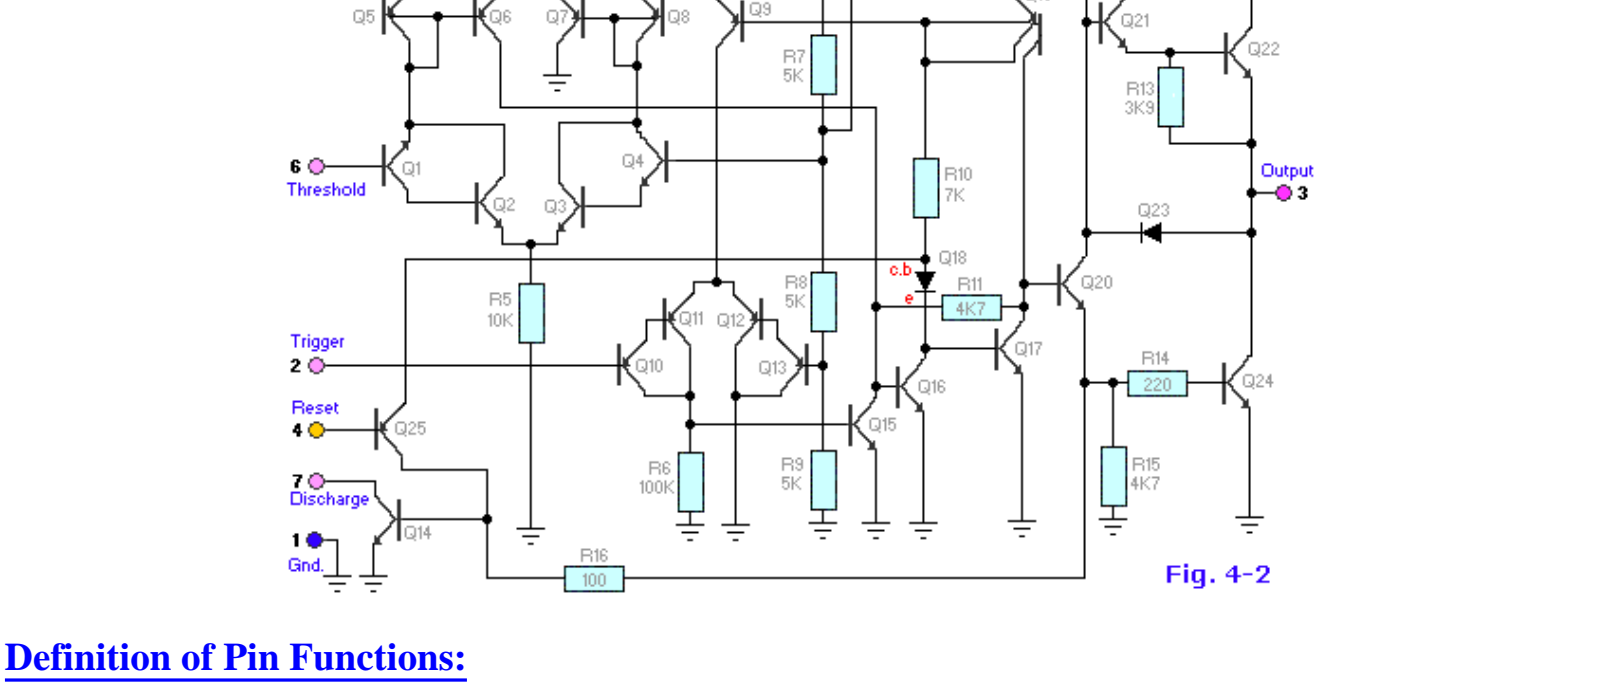 Q5
Q6
Q7
Q8
Q9
Q21
Q22
R7
5K
R13
3K9
6
Threshold
Q1
Q2
Q3
Q4
R10
7K
Output
3
Q23
Q18
c.b
e
R5
10K
R8
5K
R11
4K7
Q20
Trigger
2
Q11
Q12
Q10
Q13
Q17
Q16
R14
220
Q24
Reset
4
Q25
Q15
R6
100K
R9
5K
R15
4K7
7
Discharge
Q14
1
Gnd.
R16
100
Fig. 4-2
Definition of Pin Functions: